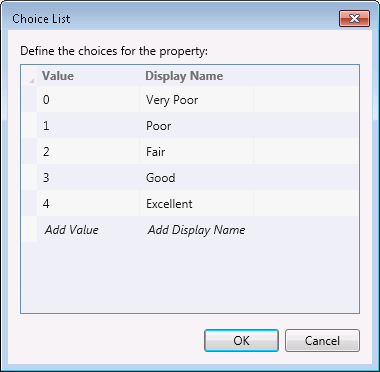 Choice List
Define the choices for the property:
Value Display Name
0 Very Poor
1 Poor
2 Fair
3 Good
4 Excellent
Add Value Add Display Name
OK Cancel